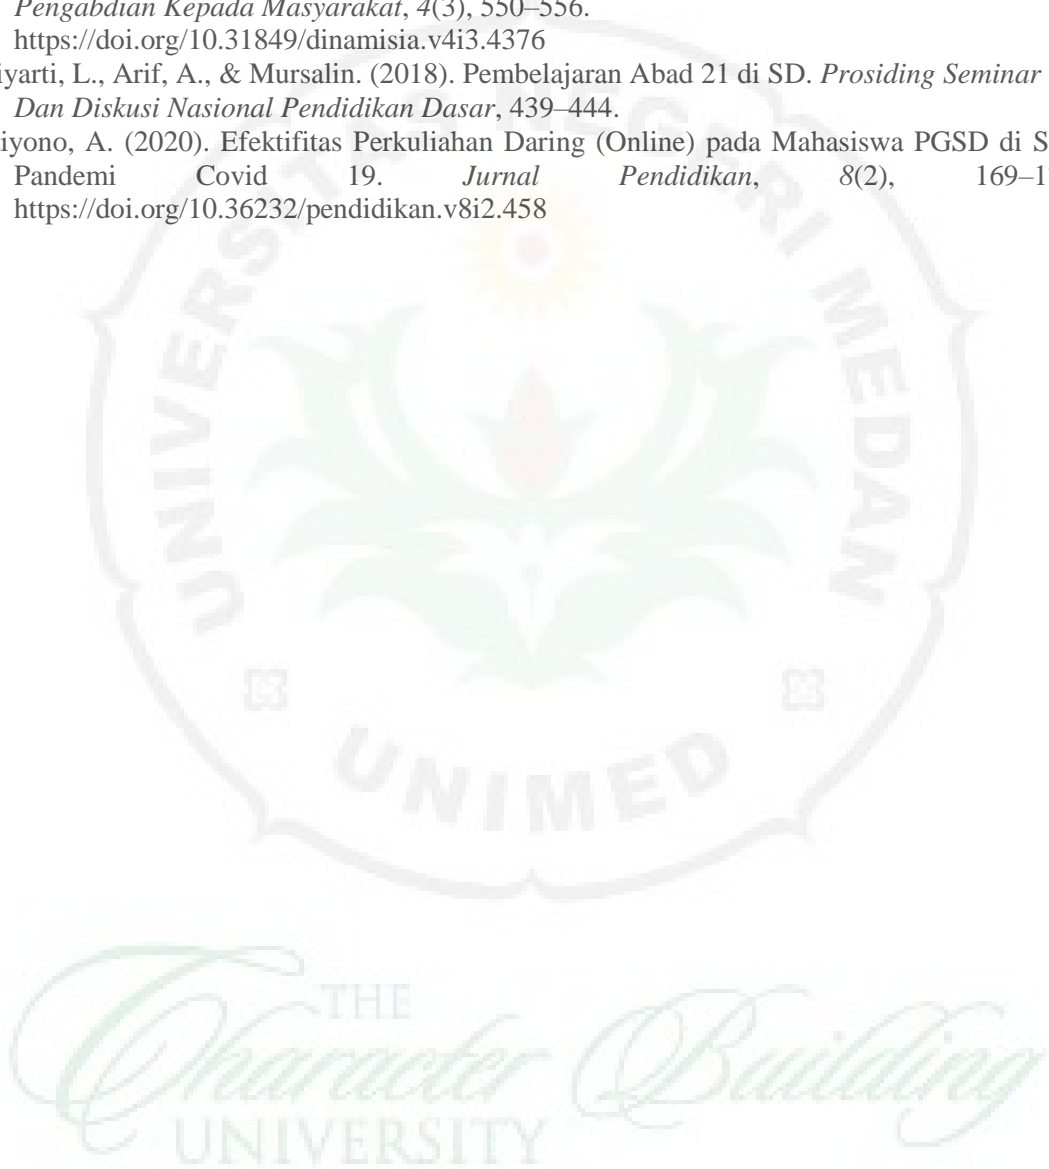 Pengabdian Kepada Masyarakat, 4(3), 550–556.
https://doi.org/10.31849/dinamisia.v4i3.4376
iyarti, L., Arif, A., & Mursalin. (2018). Pembelajaran Abad 21 di SD. Prosiding Seminar
Dan Diskusi Nasional Pendidikan Dasar, 439–444.
iyono, A. (2020). Efektifitas Perkuliahan Daring (Online) pada Mahasiswa PGSD di S
Pandemi Covid 19. Jurnal Pendidikan, 8(2), 169–1
https://doi.org/10.36232/pendidikan.v8i2.458
UNIVERSITAS NEGERI MEDAN
UNIMED
THE
Character Building
UNIVERSITY